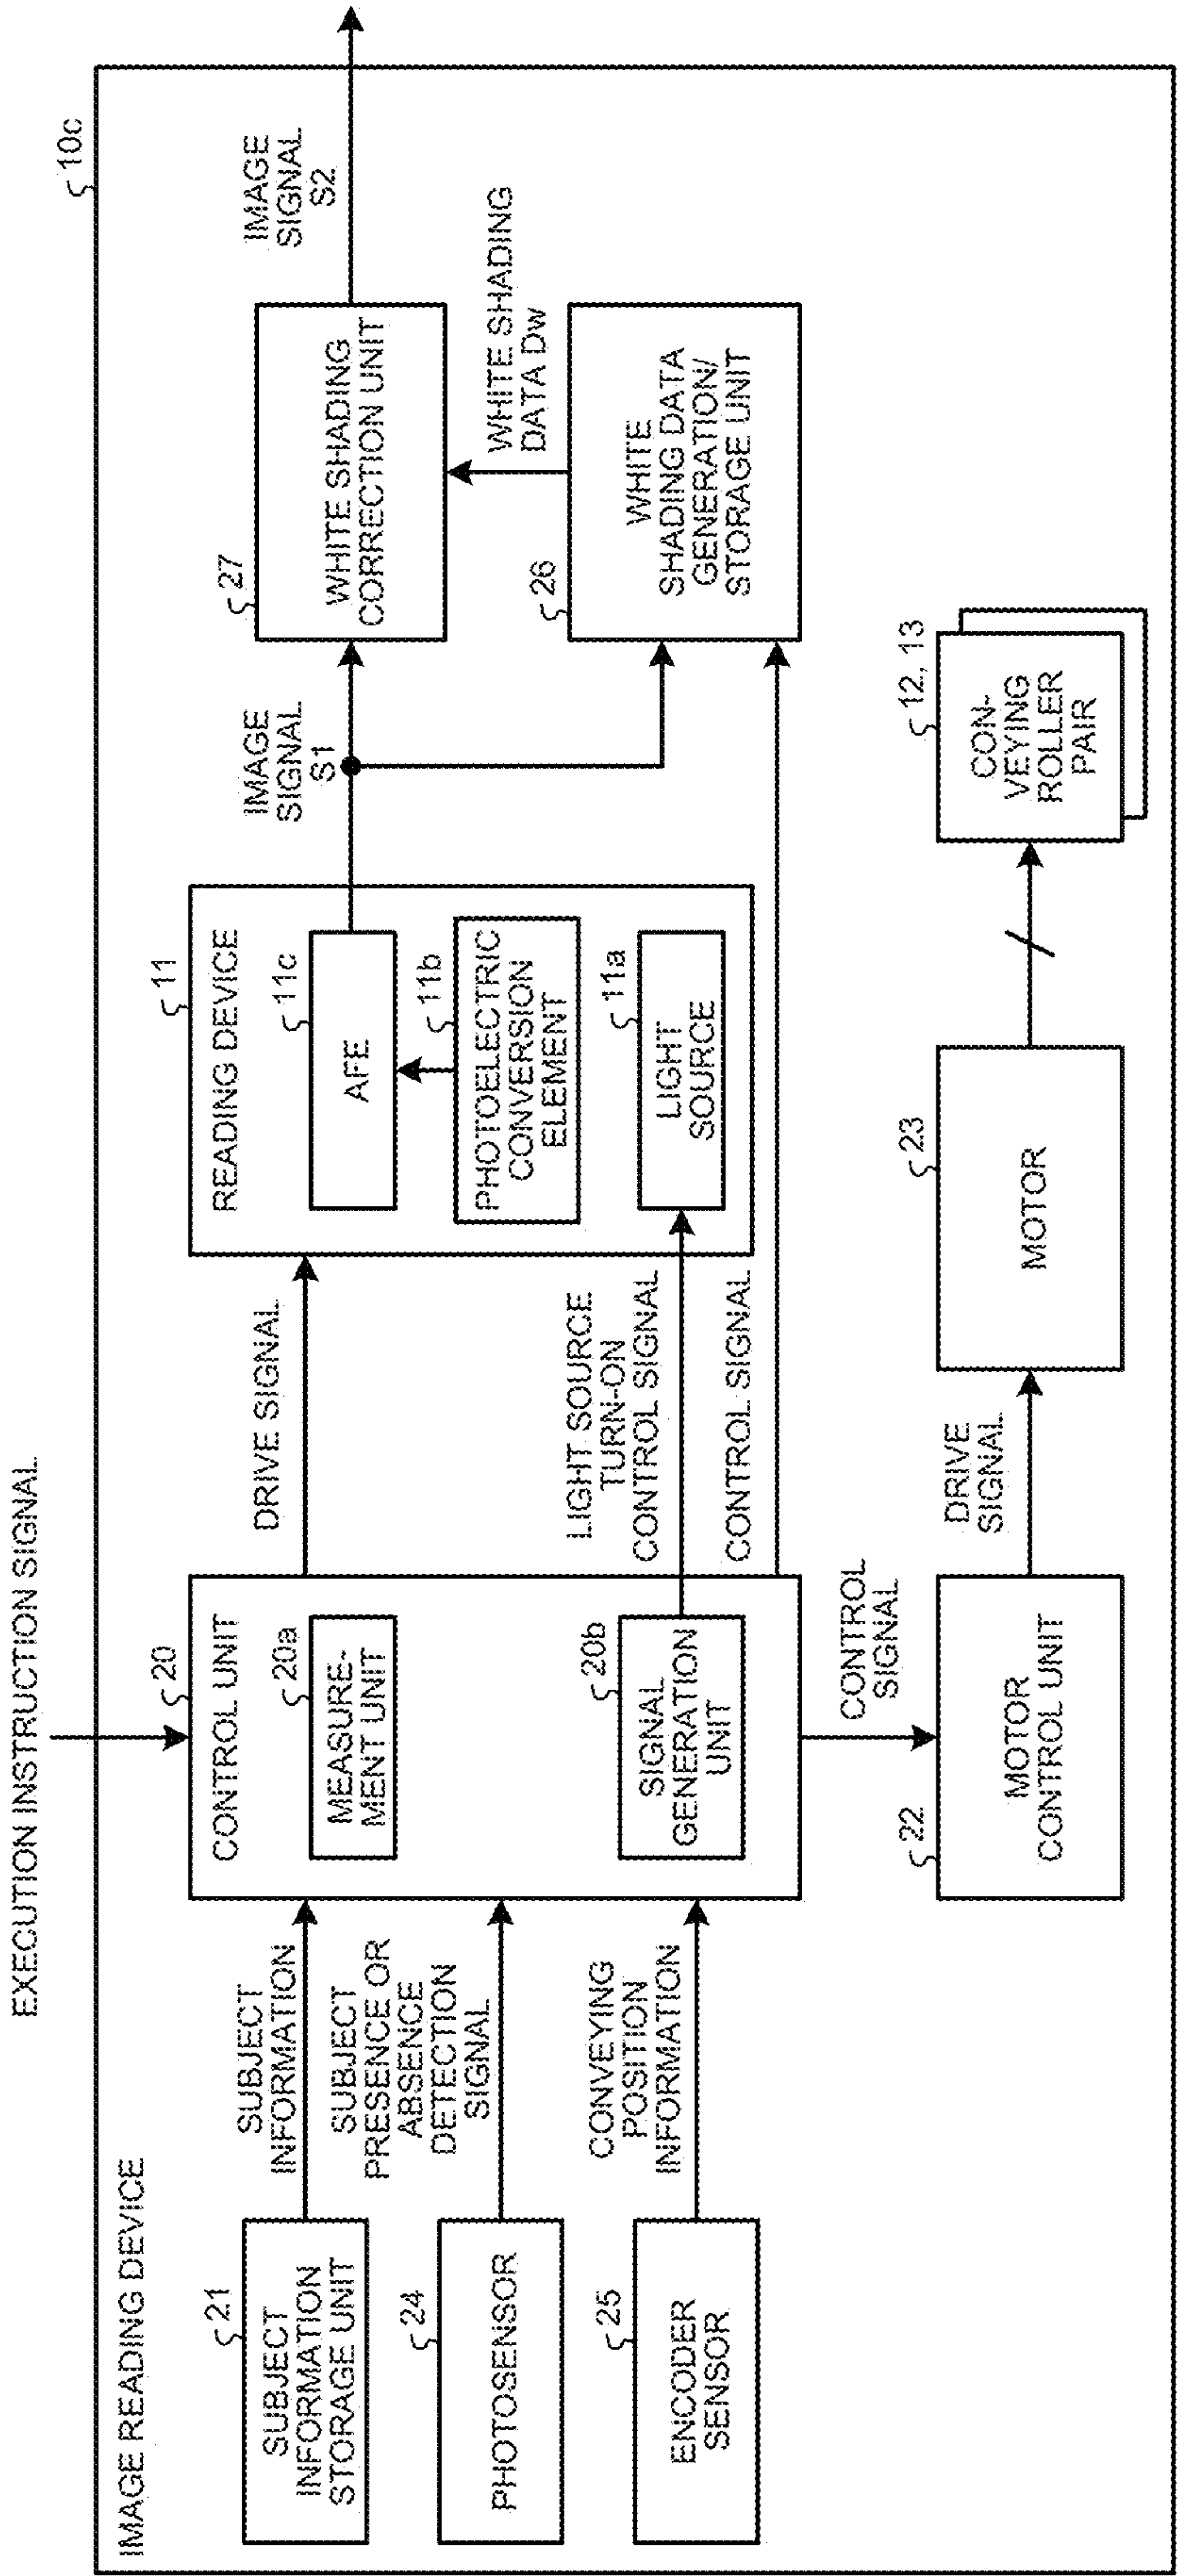 EXECUTION INSTRUCTION SIGNAL
IMAGE READING DEVICE
10c
21
SUBJECT
INFORMATION
STORAGE UNIT
SUBJECT
INFORMATION
24
PHOTOSENSOR
SUBJECT
PRESENCE OR
ABSENCE
DETECTION
SIGNAL
25
ENCODER
SENSOR
CONVEYING
POSITION
INFORMATION
20
CONTROL UNIT
20a
MEASURE-
MENT UNIT
20b
SIGNAL
GENERATION
UNIT
DRIVE SIGNAL
LIGHT SOURCE
TURN-ON
CONTROL SIGNAL
CONTROL SIGNAL
CONTROL
SIGNAL
11
READING DEVICE
11c
AFE
11b
PHOTOELECTRIC
CONVERSION
ELEMENT
11a
LIGHT
SOURCE
IMAGE
SIGNAL
S1
27
WHITE SHADING
CORRECTION UNIT
IMAGE
SIGNAL
S2
WHITE SHADING
DATA Dw
26
WHITE
SHADING DATA
GENERATION/
STORAGE UNIT
22
MOTOR
CONTROL UNIT
DRIVE
SIGNAL
23
MOTOR
12, 13
CON-
VEYING
ROLLER
PAIR